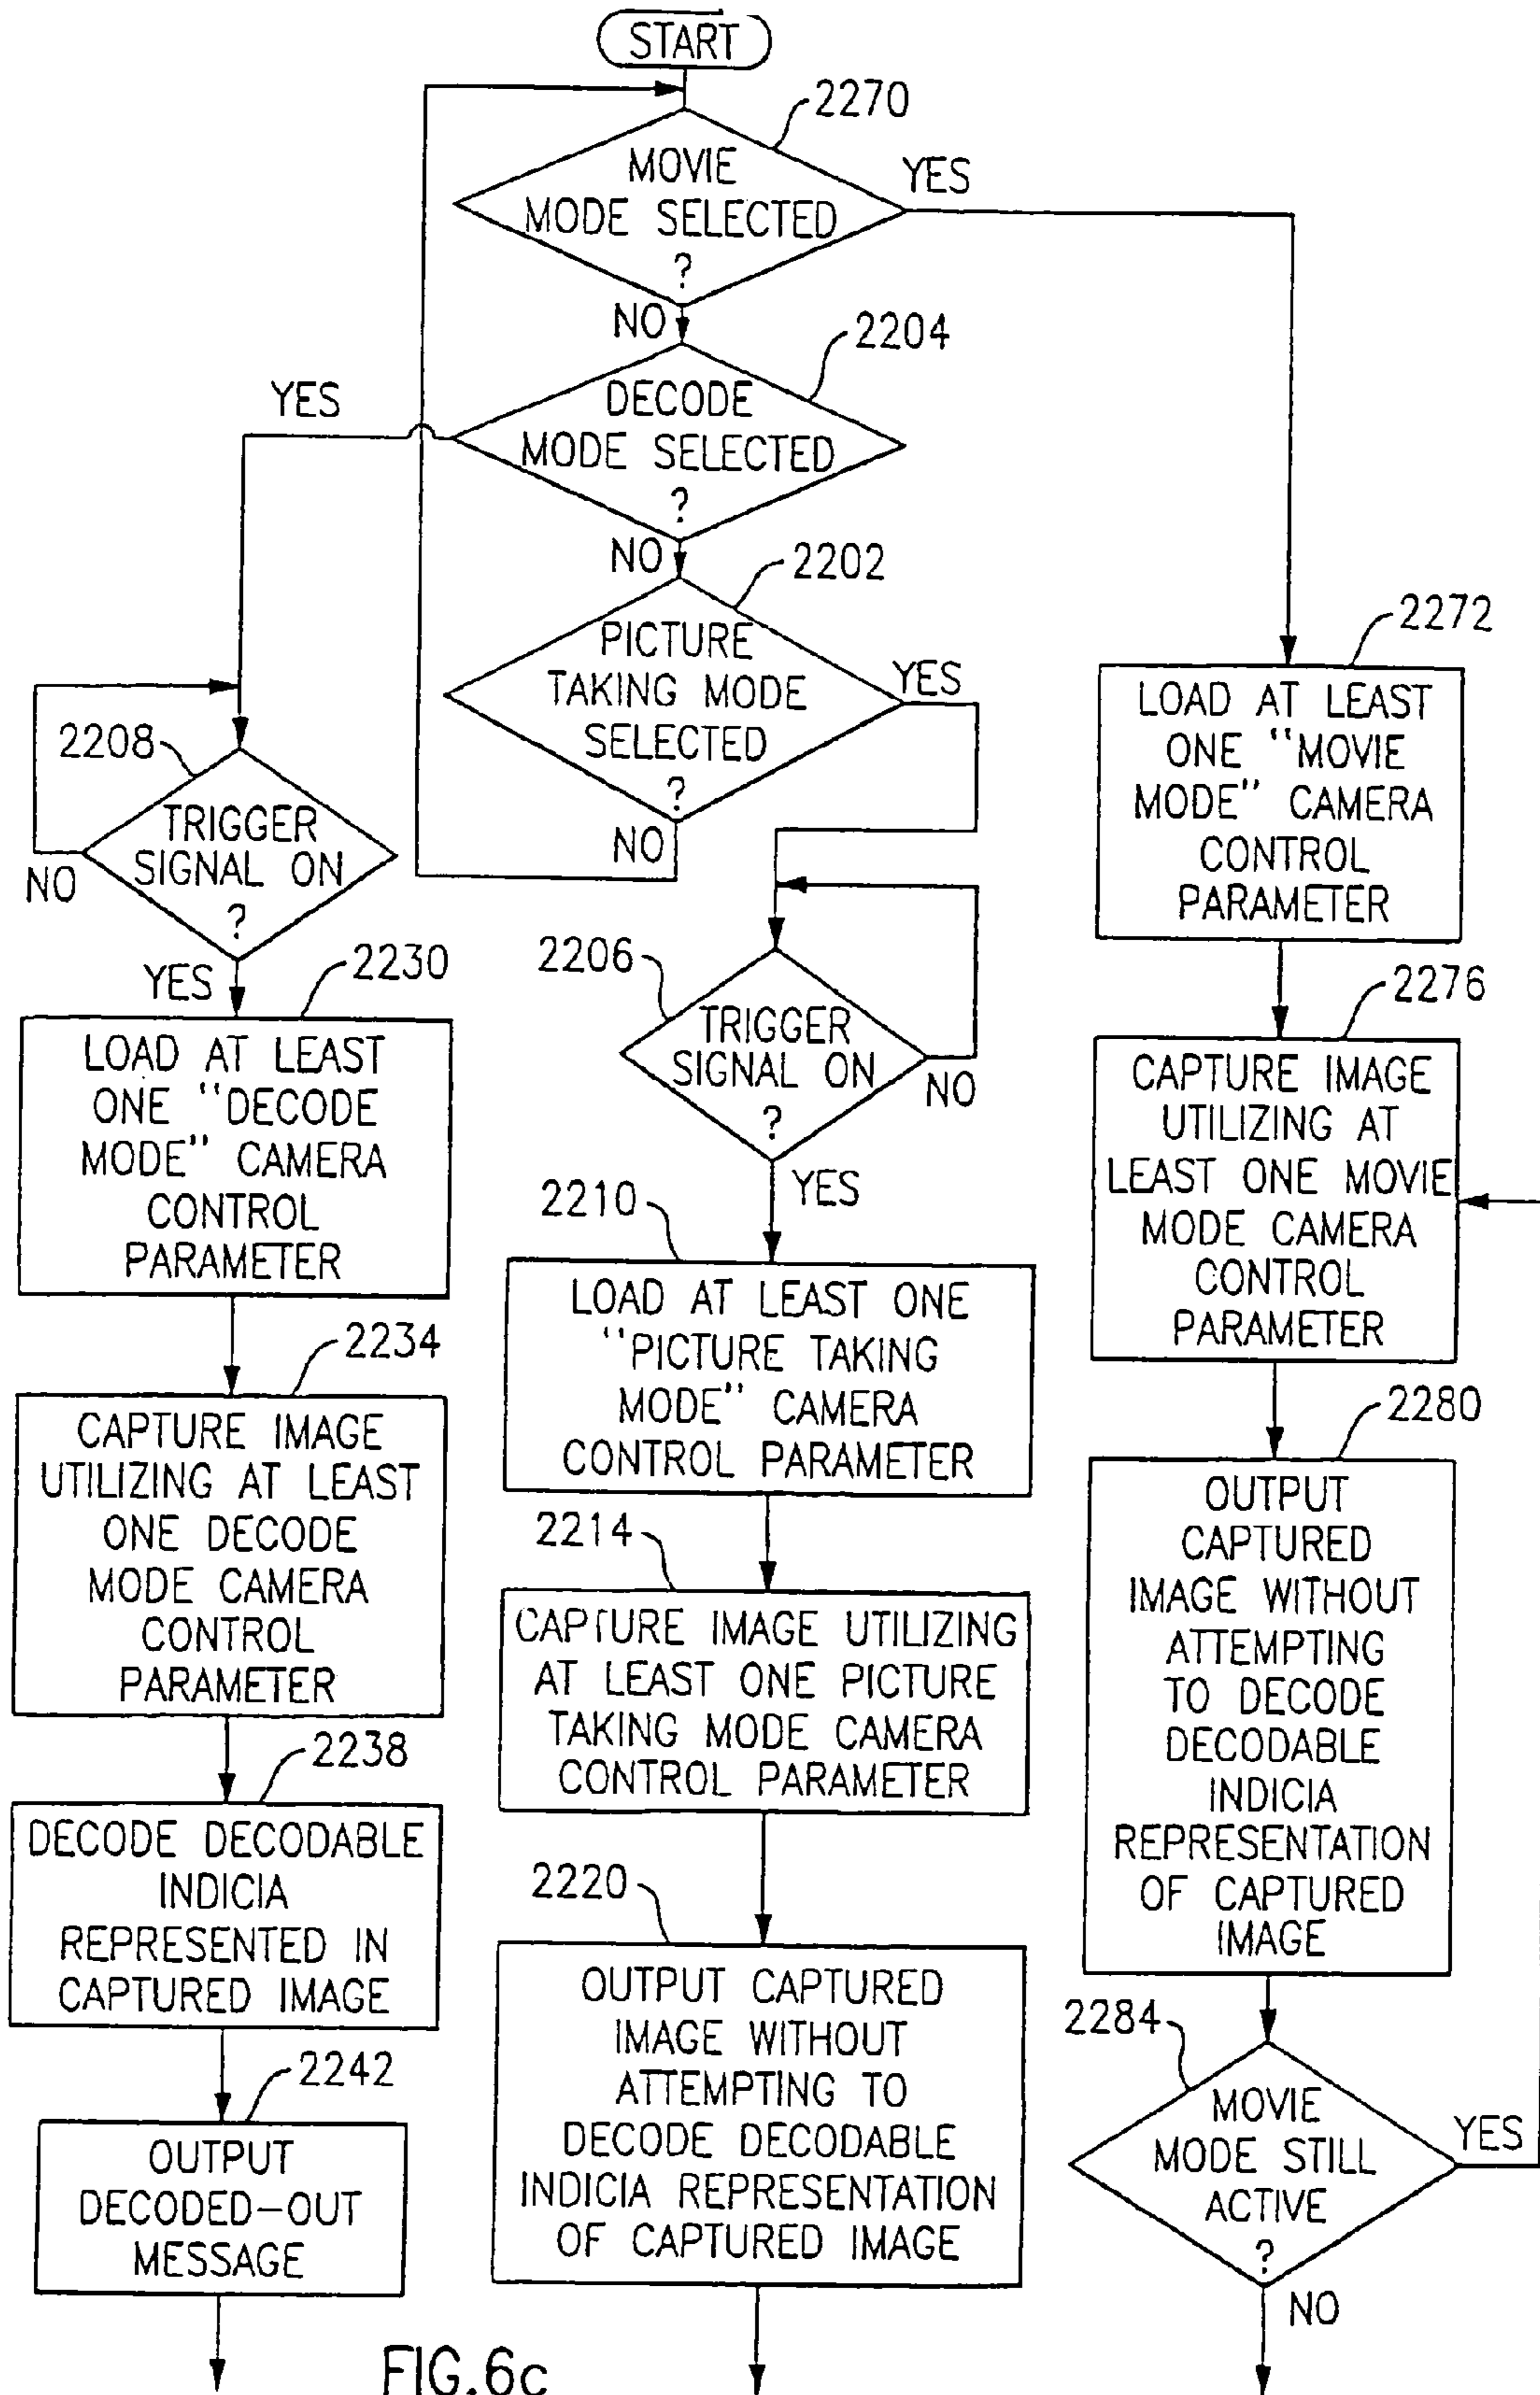 START
2270
MOVIE
MODE SELECTED
?
YES
NO
2204
DECODE
MODE SELECTED
?
YES
NO
2202
PICTURE
TAKING MODE
SELECTED
?
YES
NO
2208
TRIGGER
SIGNAL ON
?
NO
YES
2230
LOAD AT LEAST
ONE "DECODE
MODE" CAMERA
CONTROL
PARAMETER
2234
CAPTURE IMAGE
UTILIZING AT LEAST
ONE DECODE
MODE CAMERA
CONTROL
PARAMETER
2238
DECODE DECODABLE
INDICIA
REPRESENTED IN
CAPTURED IMAGE
2242
OUTPUT
DECODED-OUT
MESSAGE
2206
TRIGGER
SIGNAL ON
?
NO
YES
2210
LOAD AT LEAST ONE
"PICTURE TAKING
MODE" CAMERA
CONTROL PARAMETER
2214
CAPTURE IMAGE UTILIZING
AT LEAST ONE PICTURE
TAKING MODE CAMERA
CONTROL PARAMETER
2220
OUTPUT CAPTURED
IMAGE WITHOUT
ATTEMPTING TO
DECODE DECODABLE
INDICIA REPRESENTATION
OF CAPTURED IMAGE
2272
LOAD AT LEAST
ONE "MOVIE
MODE" CAMERA
CONTROL
PARAMETER
2276
CAPTURE IMAGE
UTILIZING AT
LEAST ONE MOVIE
MODE CAMERA
CONTROL
PARAMETER
2280
OUTPUT
CAPTURED
IMAGE WITHOUT
ATTEMPTING
TO DECODE
DECODABLE
INDICIA
REPRESENTATION
OF CAPTURED
IMAGE
2284
MOVIE
MODE STILL
ACTIVE
?
YES
NO
FIG.6c